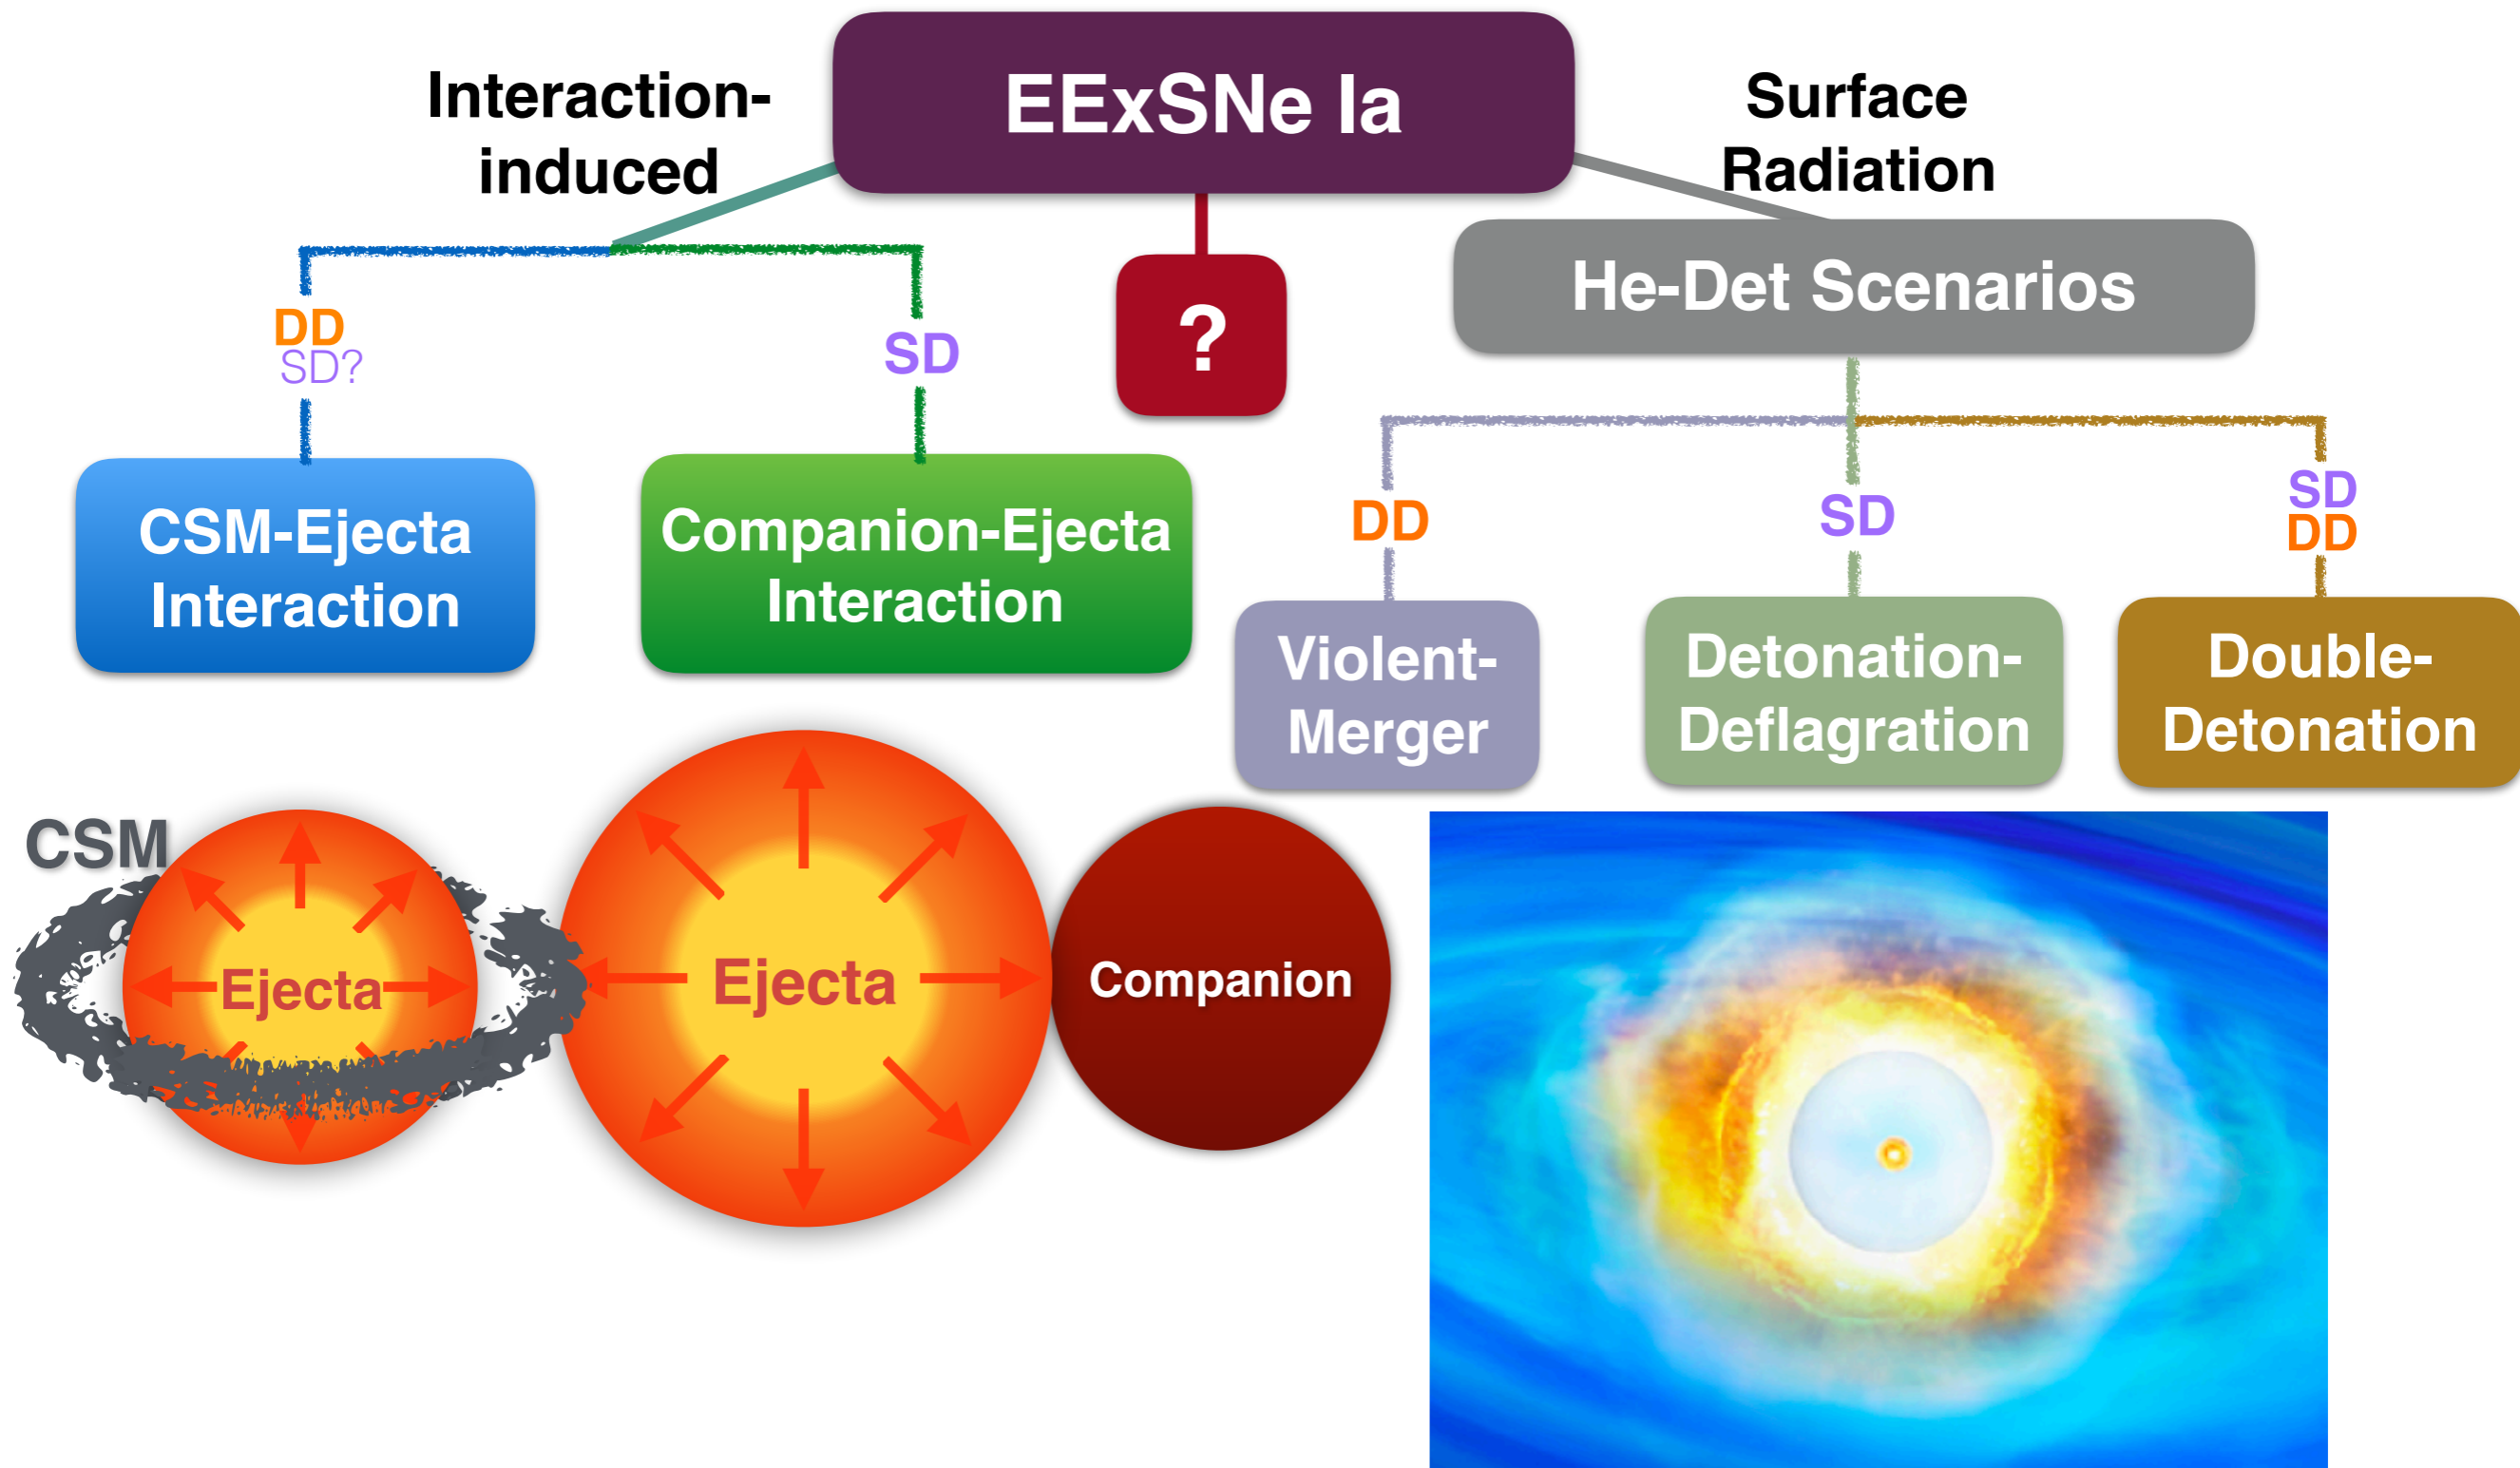 EExSNe Ia
Interaction-
induced
Surface
Radiation
?
He-Det Scenarios
DD
SD?
SD
DD
SD
SD
DD
CSM-Ejecta
Interaction
Companion-Ejecta
Interaction
Violent-
Merger
Detonation-
Deflagration
Double-
Detonation
CSM
Ejecta
Ejecta
Companion